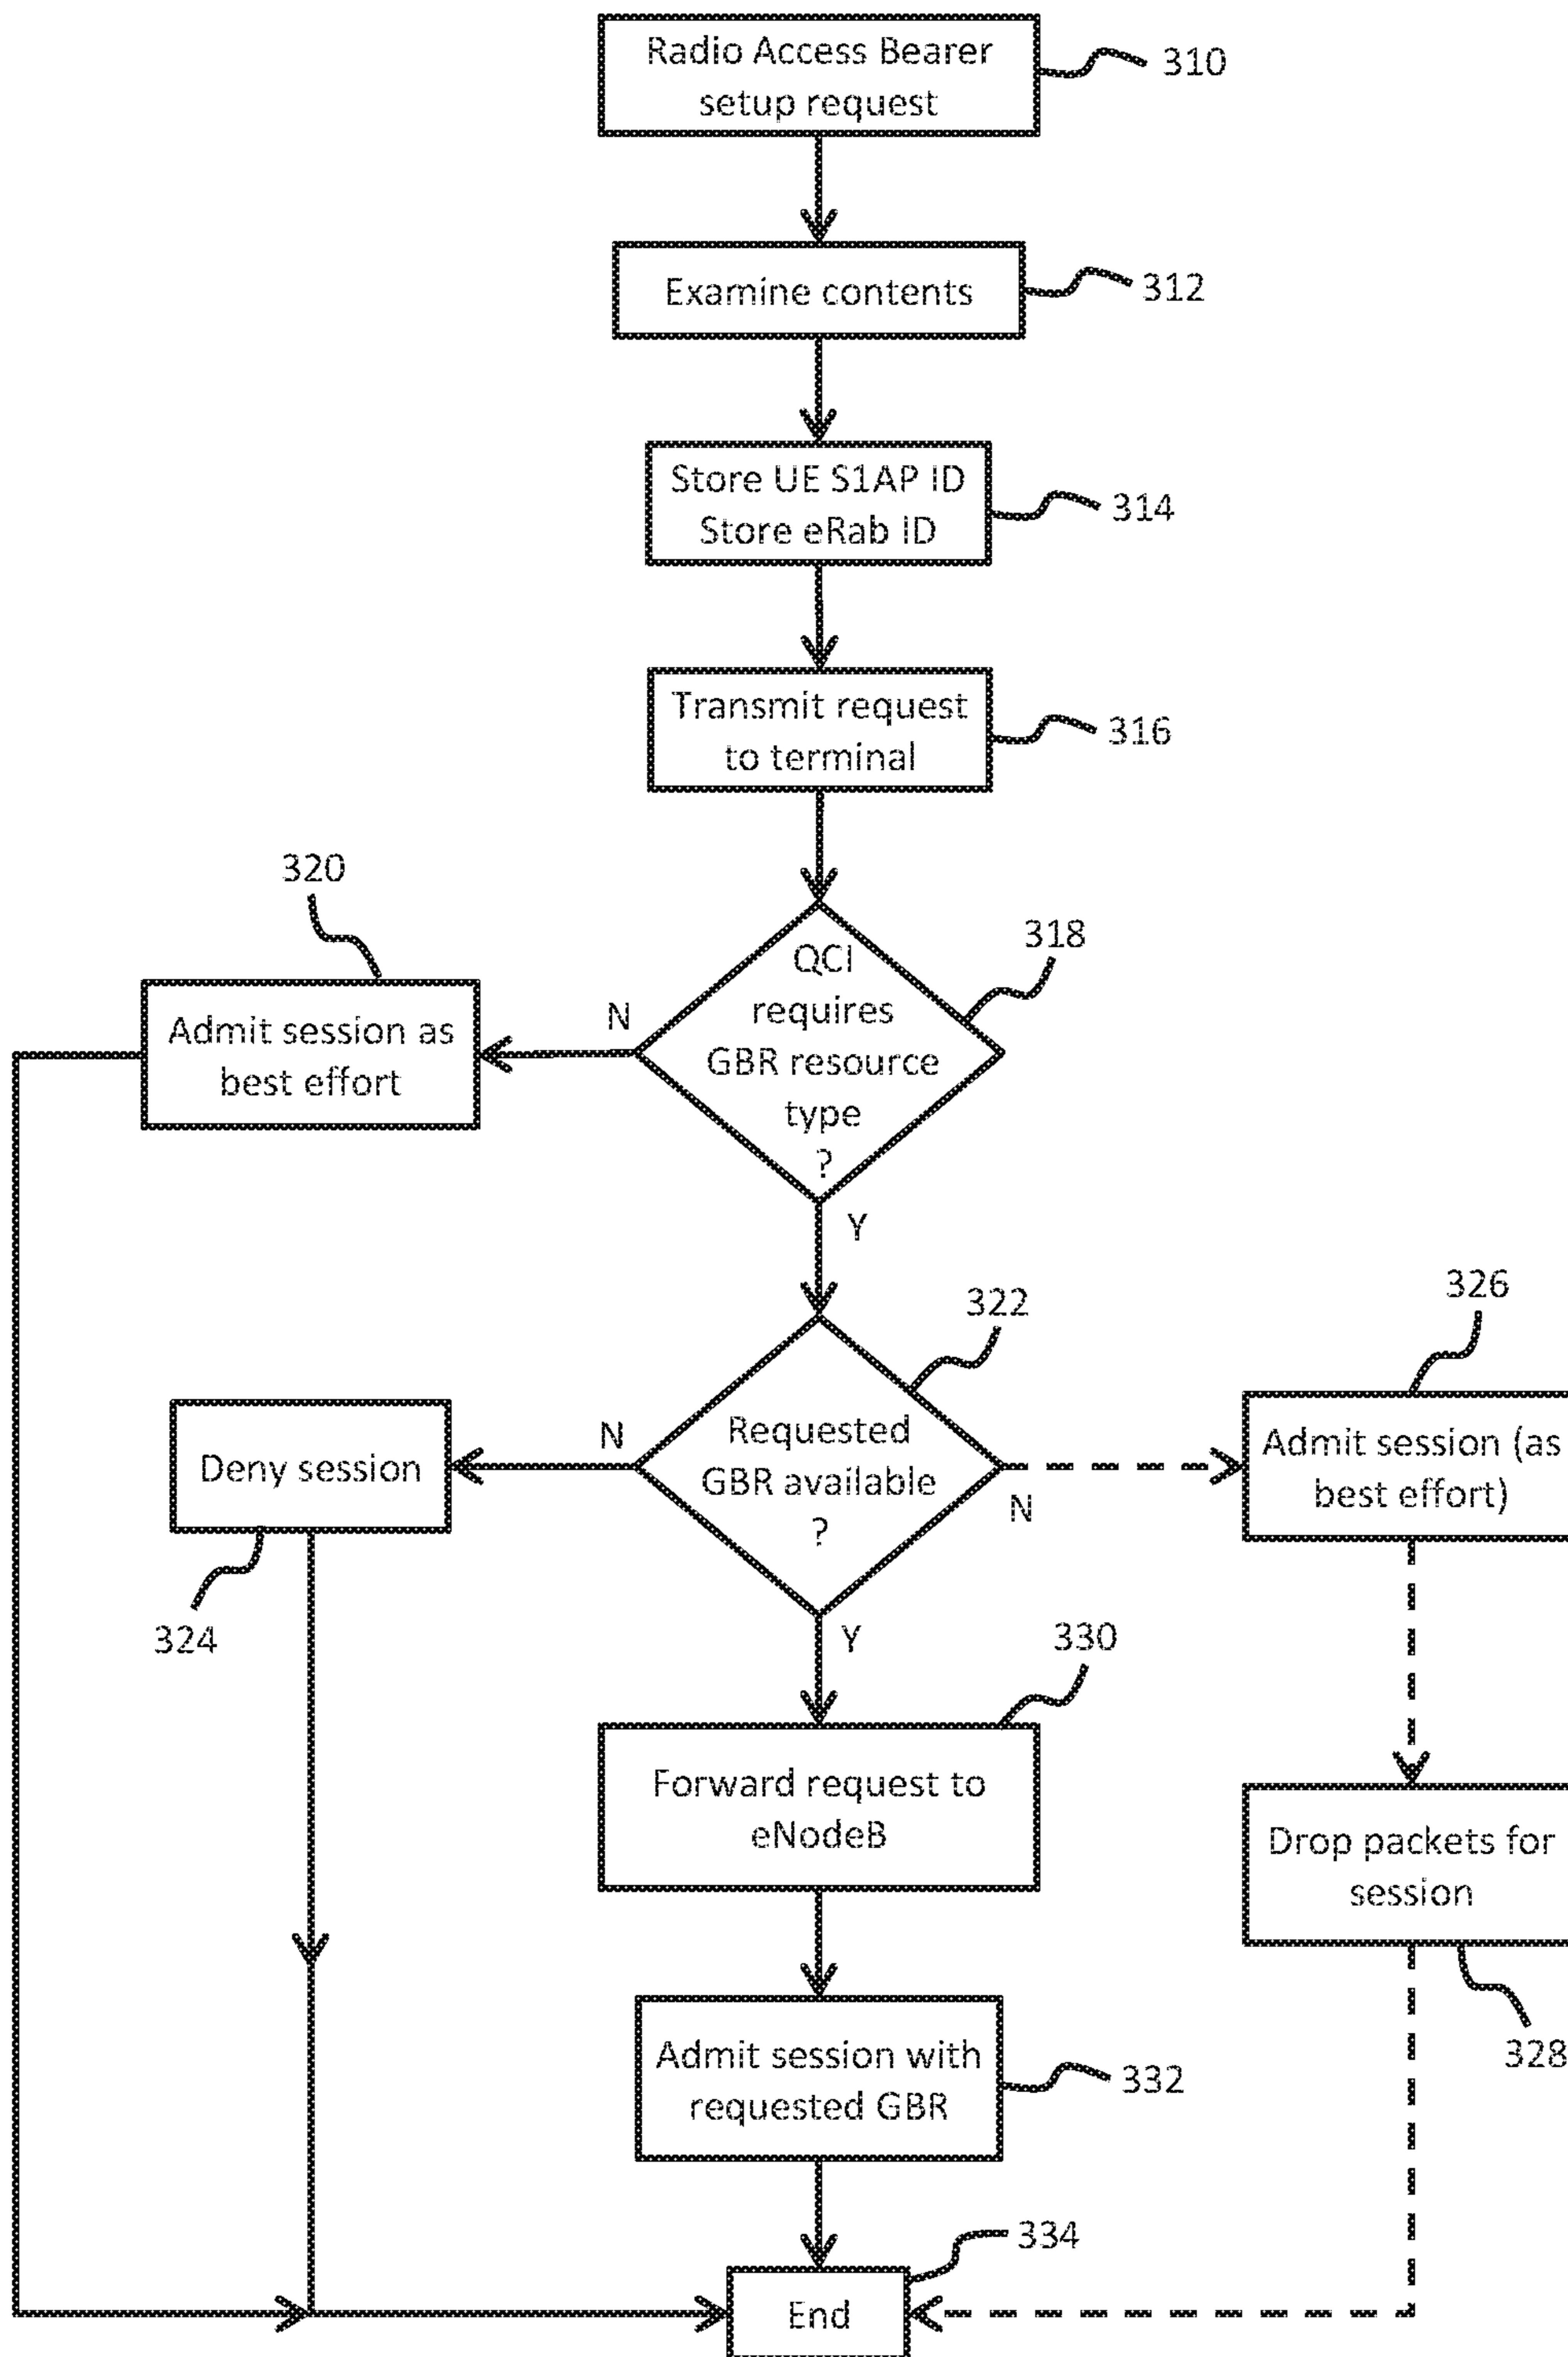 Radio Access Bearer
setup request
310
Examine contents
312
Store UE S1AP ID
Store eRab ID
314
Transmit request
to terminal
316
320
318
QCI
requires
GBR resource
type
?
N
Admit session as
best effort
Y
322
326
Requested
GBR available
?
N
N
Deny session
Admit session (as
best effort)
324
Y
330
Forward request to
eNodeB
Drop packets for
session
328
Admit session with
requested GBR
332
334
End